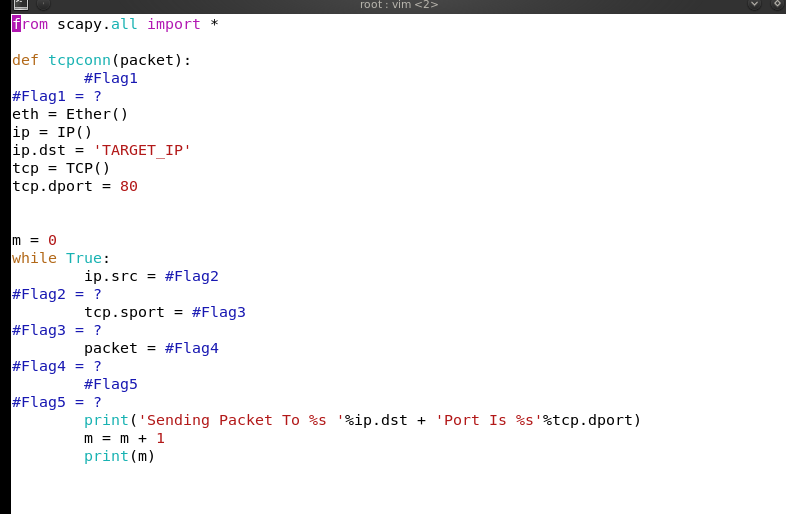 root : vim <2>
from scapy.all import *
def tcpconn(packet):
#Flag1
#Flag1 = ?
eth = Ether()
ip = IP()
ip.dst = 'TARGET_IP'
tcp = TCP()
tcp.dport = 80
m = 0
while True:
ip.src = #Flag2
#Flag2 = ?
tcp.sport = #Flag3
#Flag3 = ?
packet = #Flag4
#Flag4 = ?
#Flag5
#Flag5 = ?
print('Sending Packet To %s '%ip.dst + 'Port Is %s'%tcp.dport)
m = m + 1
print(m)